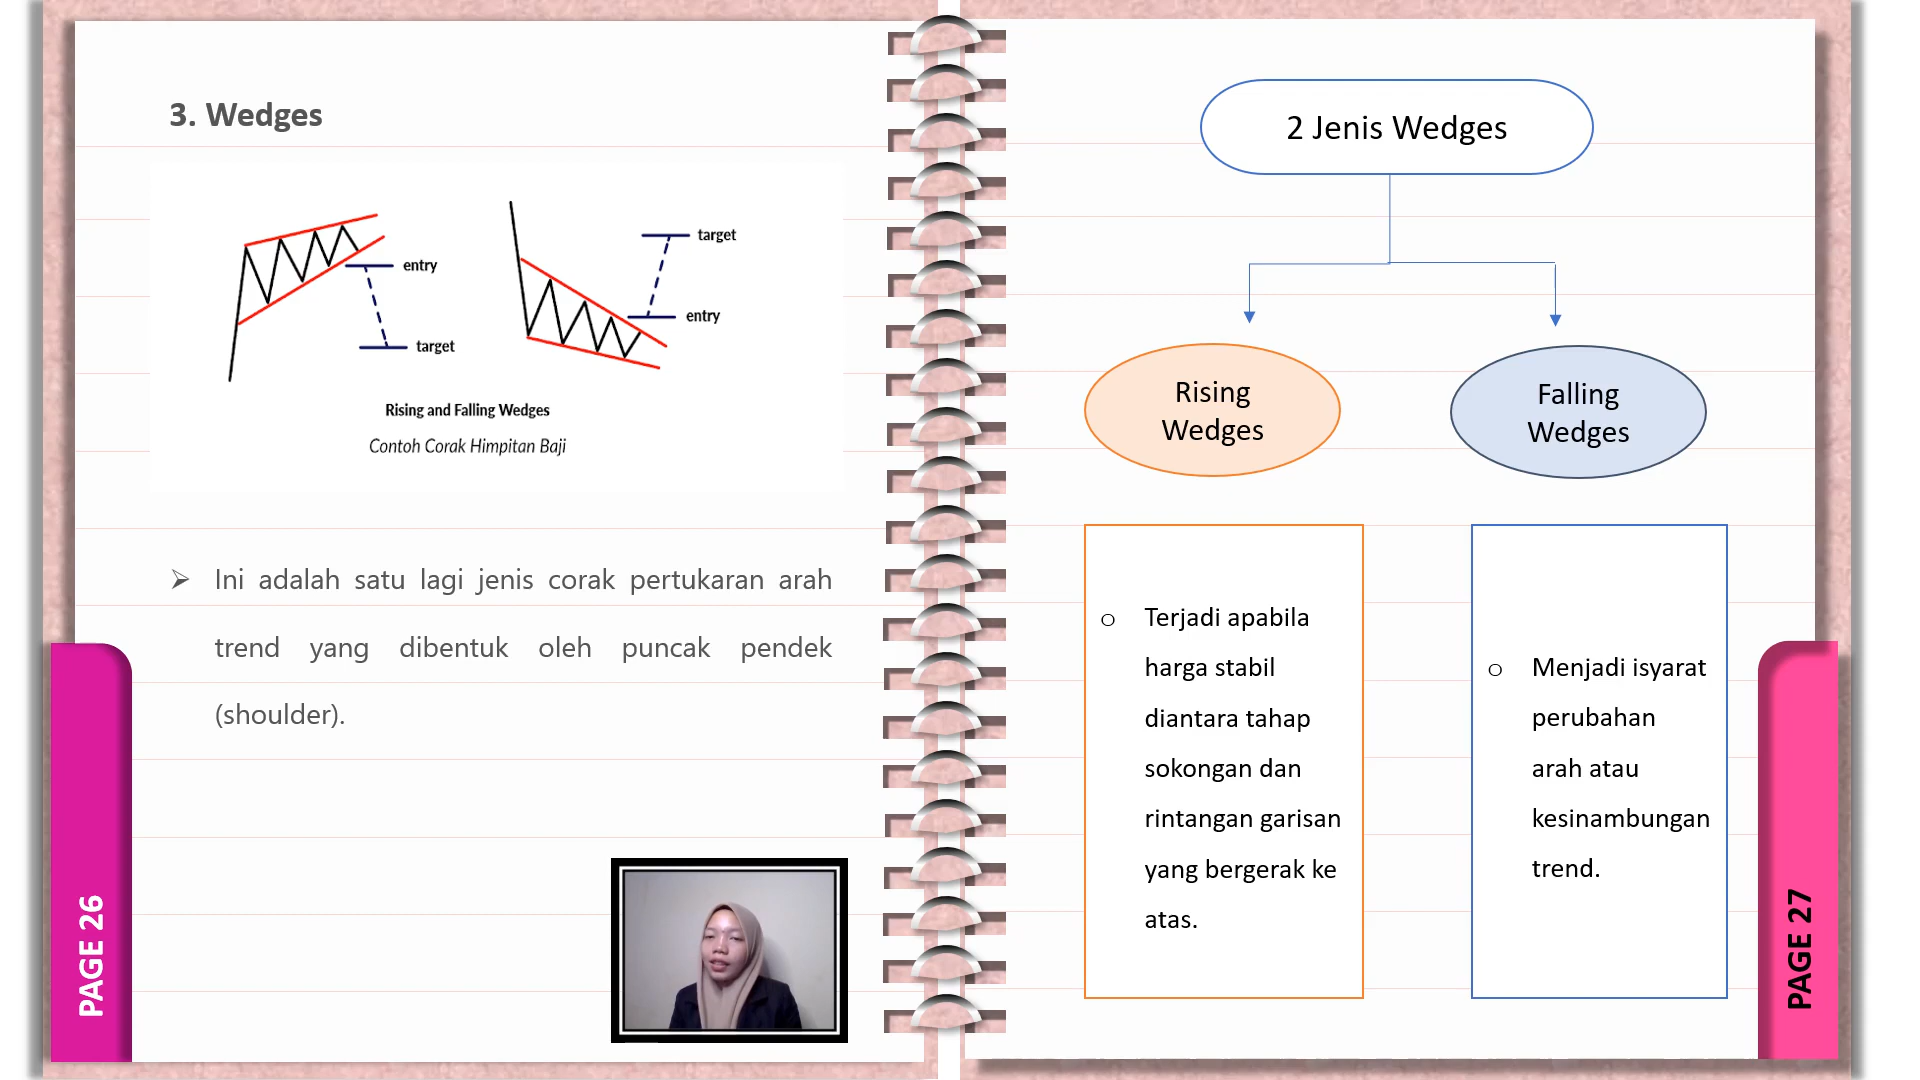 3. Wedges
entry
target
target
entry
Rising and Falling Wedges
Contoh Corak Himpitan Baji
Ini adalah satu lagi jenis corak pertukaran arah
trend yang dibentuk oleh puncak pendek
(shoulder).
PAGE 26
2 Jenis Wedges
Rising
Wedges
Falling
Wedges
o Terjadi apabila
harga stabil
diantara tahap
sokongan dan
rintangan garisan
yang bergerak ke
atas.
o Menjadi isyarat
perubahan
arah atau
kesinambungan
trend.
PAGE 27